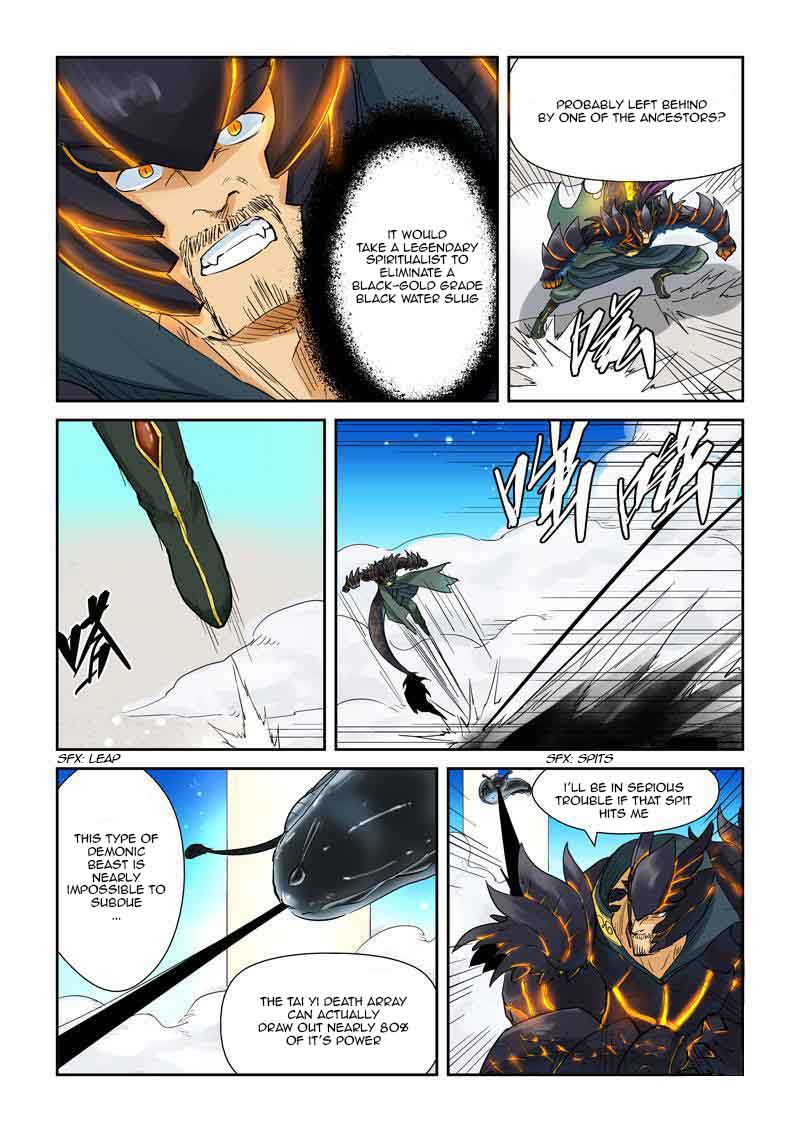 IT WOULD
TAKE A LEGENDARY
SPIRITUALIST TO
ELIMINATE A
BLACK-GOLD GRADE
BLACK WATER SLUG
PROBABLY LEFT BEHIND
BY ONE OF THE ANCESTORS?
SFX: LEAP
SFX: SPITS
THIS TYPE OF
DEMONIC
BEAST IS
NEARLY
IMPOSSIBLE TO
SUBDUE
...
THE TAI YI DEATH ARRAY
CAN ACTUALLY
DRAW OUT NEARLY 80%
OF IT'S POWER
I'LL BE IN SERIOUS
TROUBLE IF THAT SPIT
HITS ME